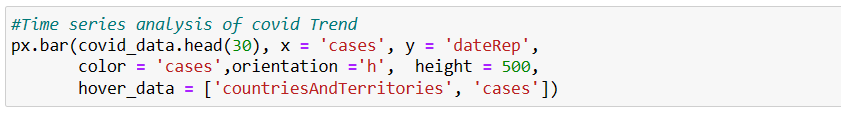 #Time series analysis of covid Trend
px.bar(covid_data.head(30), x = 'cases', y = 'dateRep',
       color = 'cases',orientation ='h',  height = 500,
       hover_data = ['countriesAndTerritories', 'cases'])